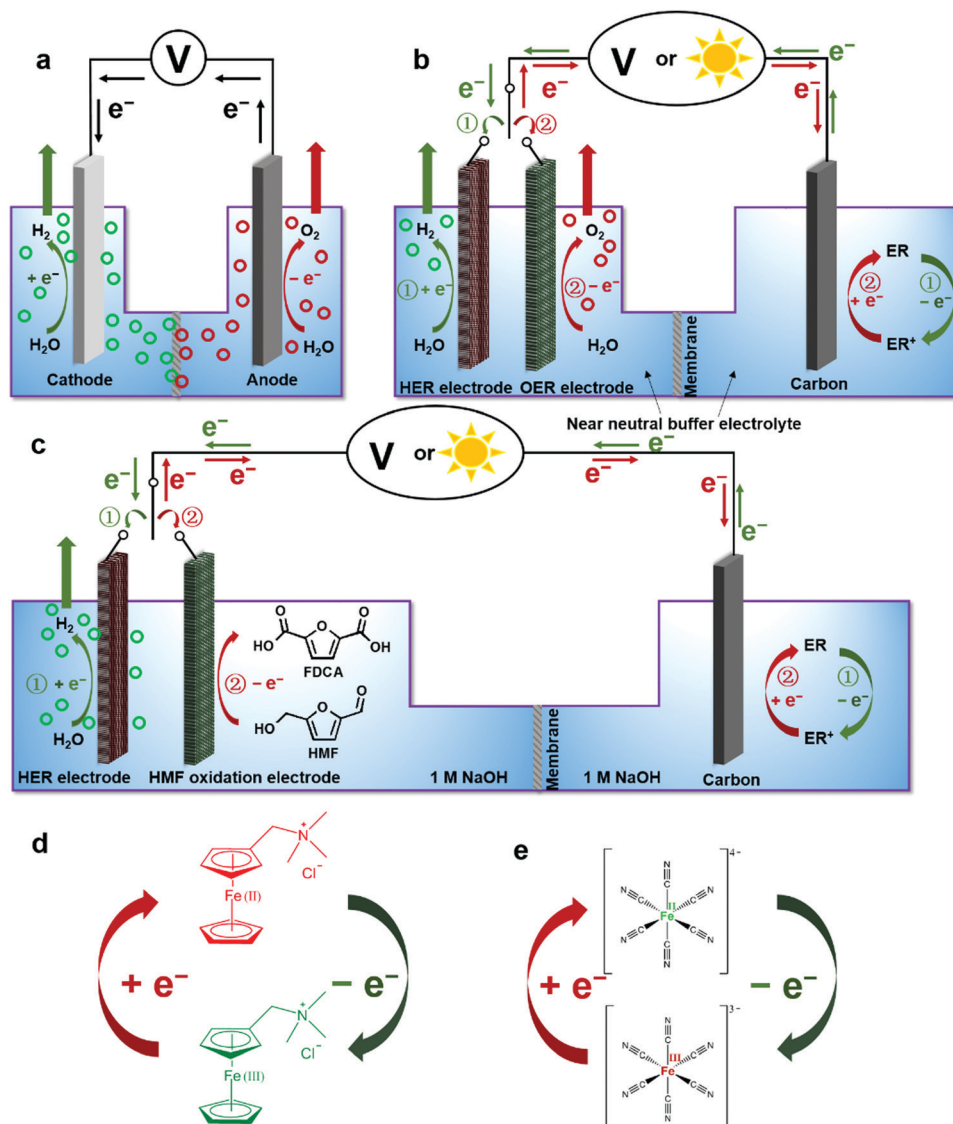 a
V
e⁻
e⁻
H₂
+ e⁻
H₂O
Cathode
O₂
− e⁻
H₂O
Anode
b
V or
e⁻
e⁻
e⁻
e⁻
e⁻
① ②
H₂
① + e⁻
H₂O
HER electrode
O₂
② − e⁻
H₂O
OER electrode
Membrane
Near neutral buffer electrolyte
ER
② + e⁻
① − e⁻
ER⁺
Carbon
c
V or
e⁻
e⁻
e⁻
e⁻
e⁻
e⁻
e⁻
e⁻
① ②
H₂
① + e⁻
H₂O
HER electrode
② − e⁻
HMF oxidation electrode
O
O
O
HO
OH
FDCA
O
O
HO
HMF
1 M NaOH
Membrane
1 M NaOH
ER
② + e⁻
① − e⁻
ER⁺
Carbon
d
N⁺
Cl⁻
Fe(II)
+ e⁻
− e⁻
N⁺
Cl⁻
Fe(III)
e
4−
N
C
N C C N
II
Fe
N C C N
C
N
+ e⁻
− e⁻
3−
N
C
N C C N
III
Fe
N C C N
C
N